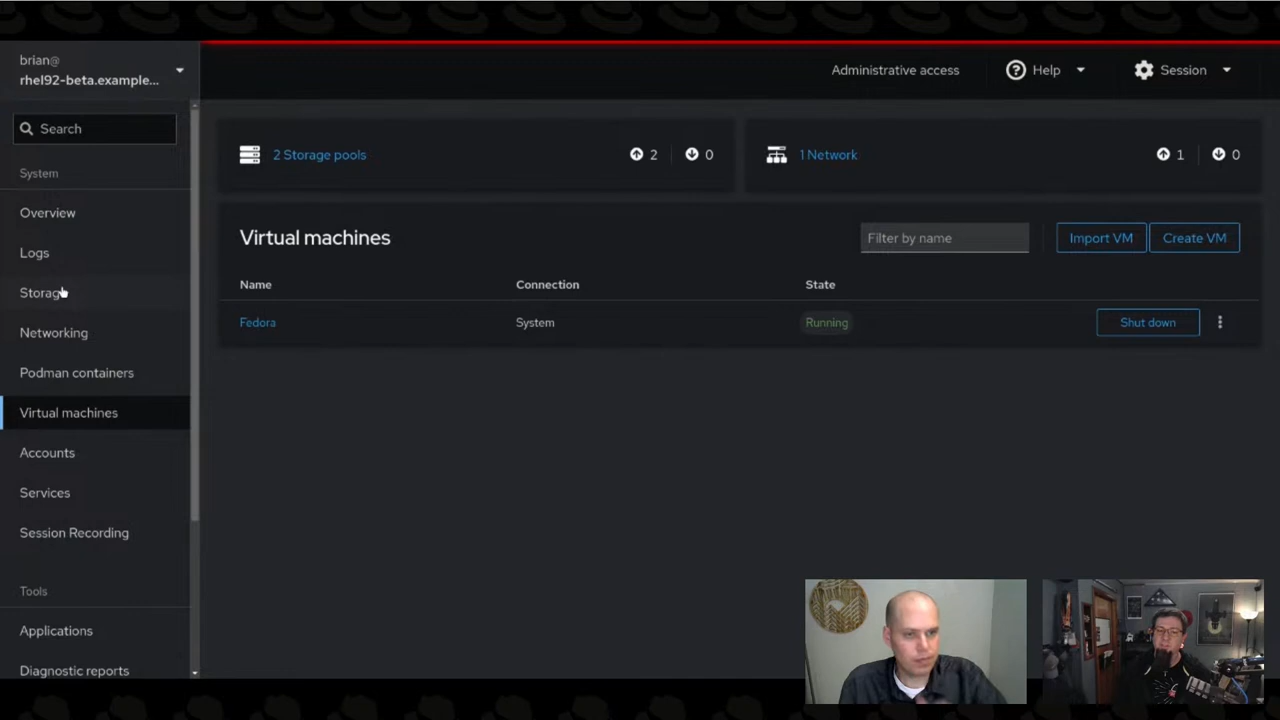 brian@
rhel92-beta.example...
Administrative access
Help
Session
Search
System
Overview
Logs
Storage
Networking
Podman containers
Virtual machines
Accounts
Services
Session Recording
Tools
Applications
Diagnostic reports
2 Storage pools
2
0
1 Network
1
0
Virtual machines
Filter by name
Import VM
Create VM
Name
Connection
State
Fedora
System
Running
Shut down